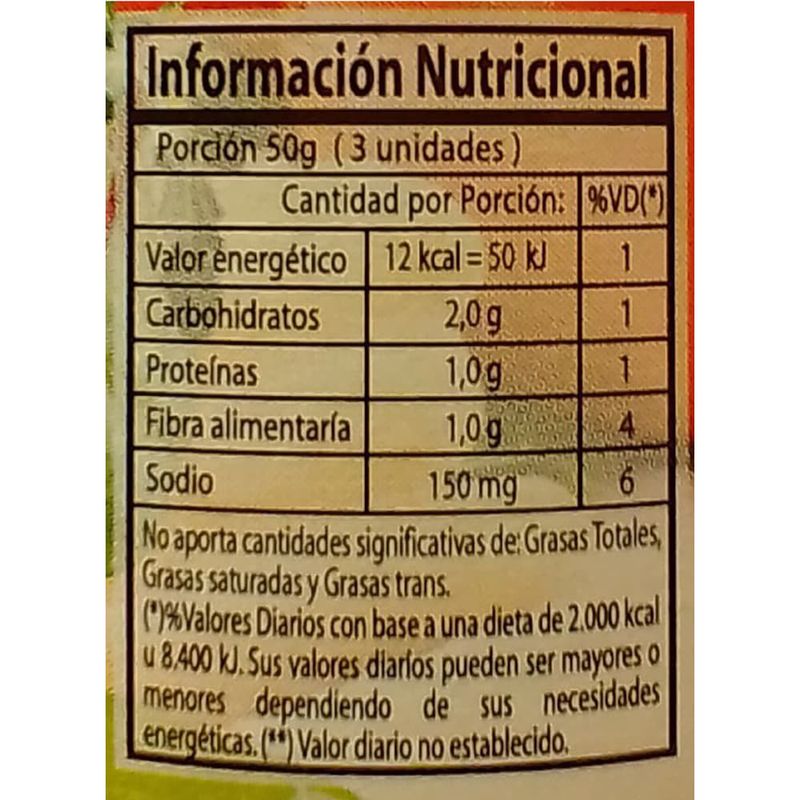 Información Nutricional
Porción 50g ( 3 unidades )
Cantidad por Porción: %VD(*)
Valor energético 12 kcal = 50 kJ 1
Carbohidratos 2,0 g 1
Proteínas 1,0 g 1
Fibra alimentaría 1,0 g 4
Sodio 150 mg 6
No aporta cantidades significativas de: Grasas Totales,
Grasas saturadas y Grasas trans.
(*)%Valores Diarios con base a una dieta de 2.000 kcal
u 8.400 kJ. Sus valores diarios pueden ser mayores o
menores dependiendo de sus necesidades
energéticas. (**) Valor diario no establecido.